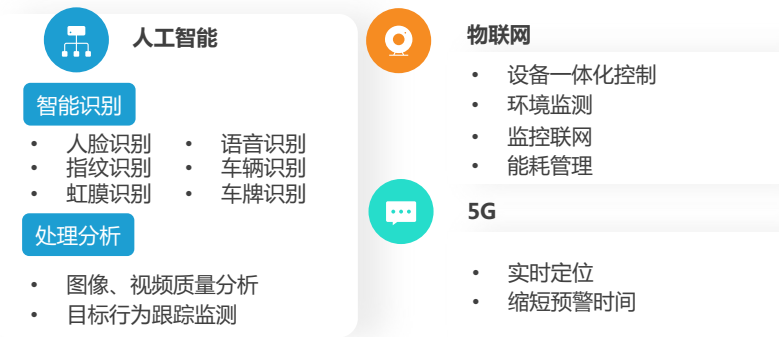 人工智能
智能识别
• 人脸识别 • 语音识别
• 指纹识别 • 车辆识别
• 虹膜识别 • 车牌识别
处理分析
• 图像、视频质量分析
• 目标行为跟踪监测
物联网
• 设备一体化控制
• 环境监测
• 监控联网
• 能耗管理
5G
• 实时定位
• 缩短预警时间